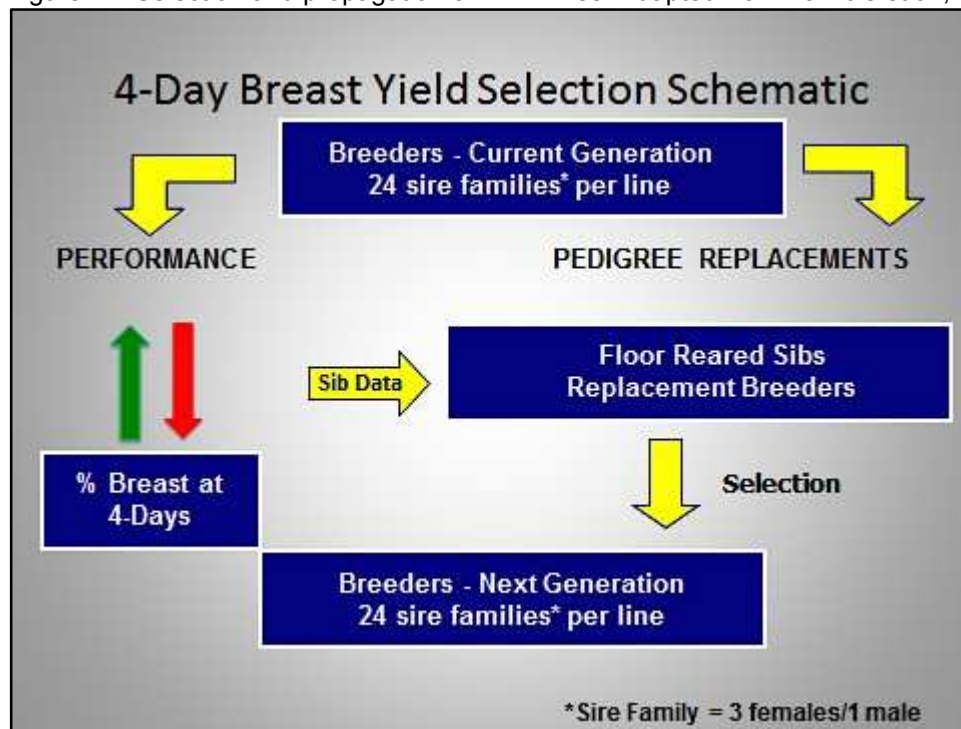 4-Day Breast Yield Selection Schematic
Breeders - Current Generation
24 sire families* per line
PERFORMANCE
PEDIGREE REPLACEMENTS
Floor Reared Sibs
Replacement Breeders
Sib Data
% Breast at
4-Days
Selection
Breeders - Next Generation
24 sire families* per line
*Sire Family = 3 females/1 male